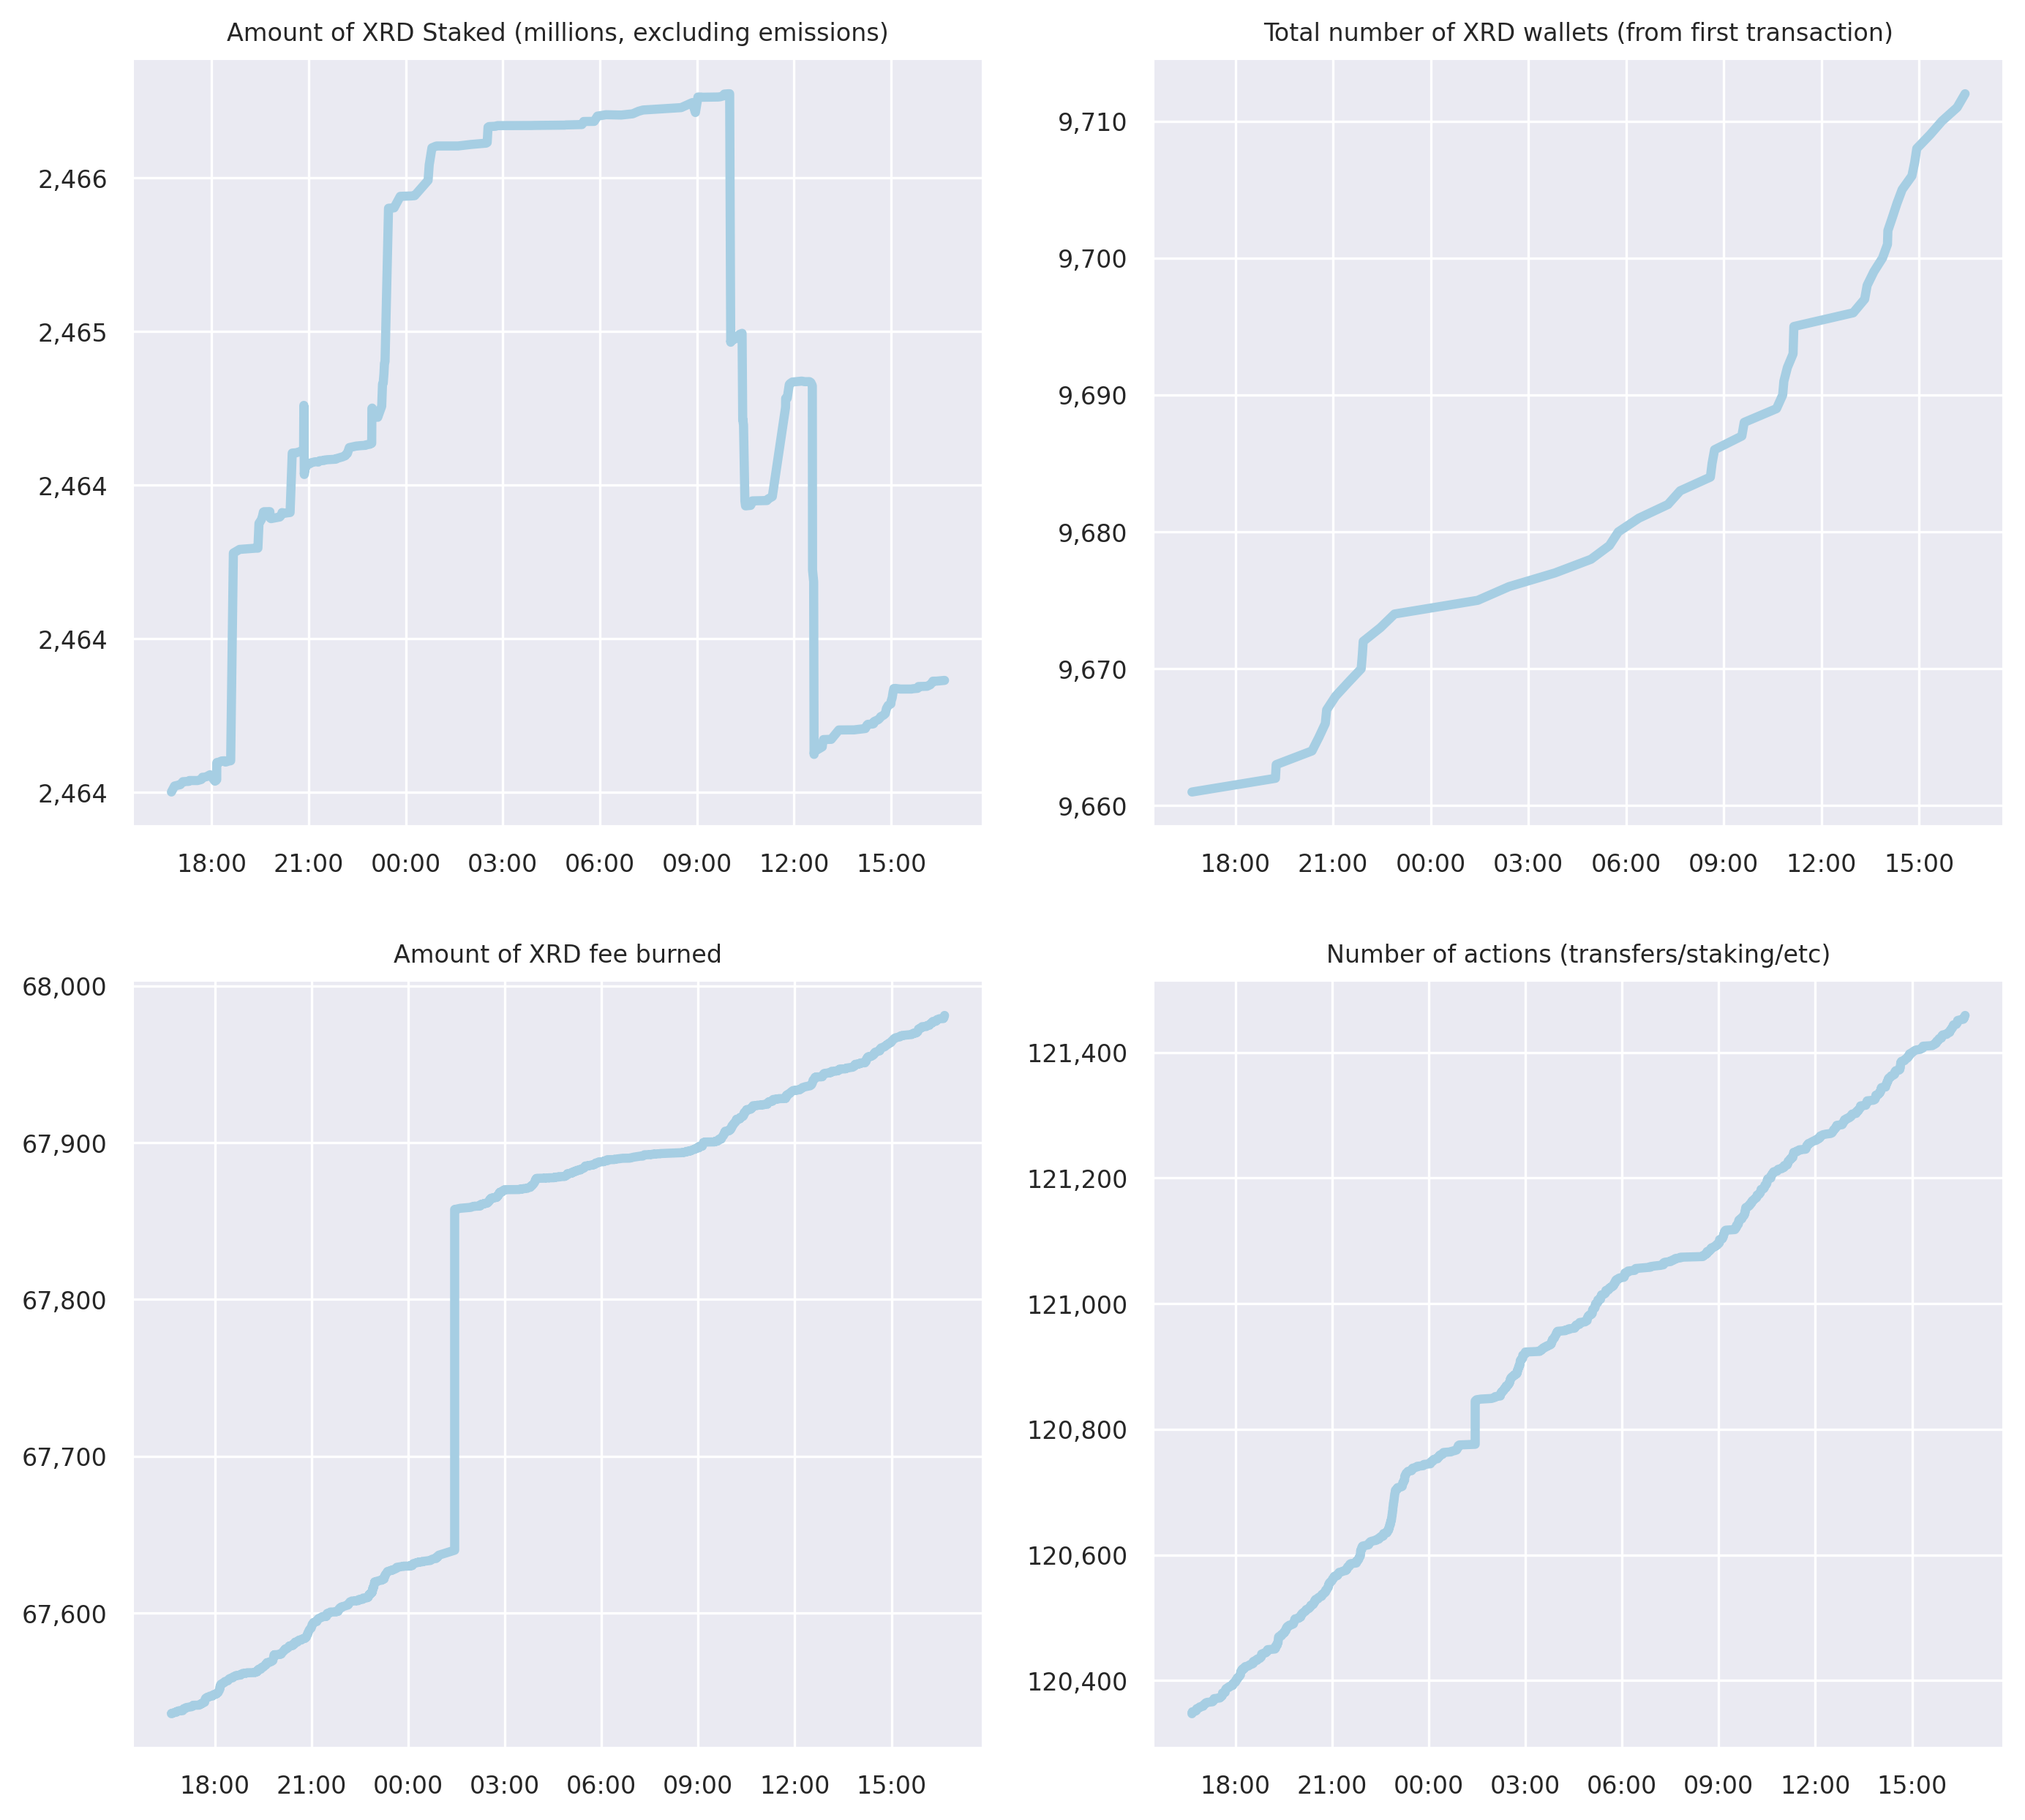 Amount of XRD Staked (millions, excluding emissions)
2,466
2,465
2,464
2,464
2,464
18:00 21:00 00:00 03:00 06:00 09:00 12:00 15:00
Total number of XRD wallets (from first transaction)
9,710
9,700
9,690
9,680
9,670
9,660
18:00 21:00 00:00 03:00 06:00 09:00 12:00 15:00
Amount of XRD fee burned
68,000
67,900
67,800
67,700
67,600
18:00 21:00 00:00 03:00 06:00 09:00 12:00 15:00
Number of actions (transfers/staking/etc)
121,400
121,200
121,000
120,800
120,600
120,400
18:00 21:00 00:00 03:00 06:00 09:00 12:00 15:00